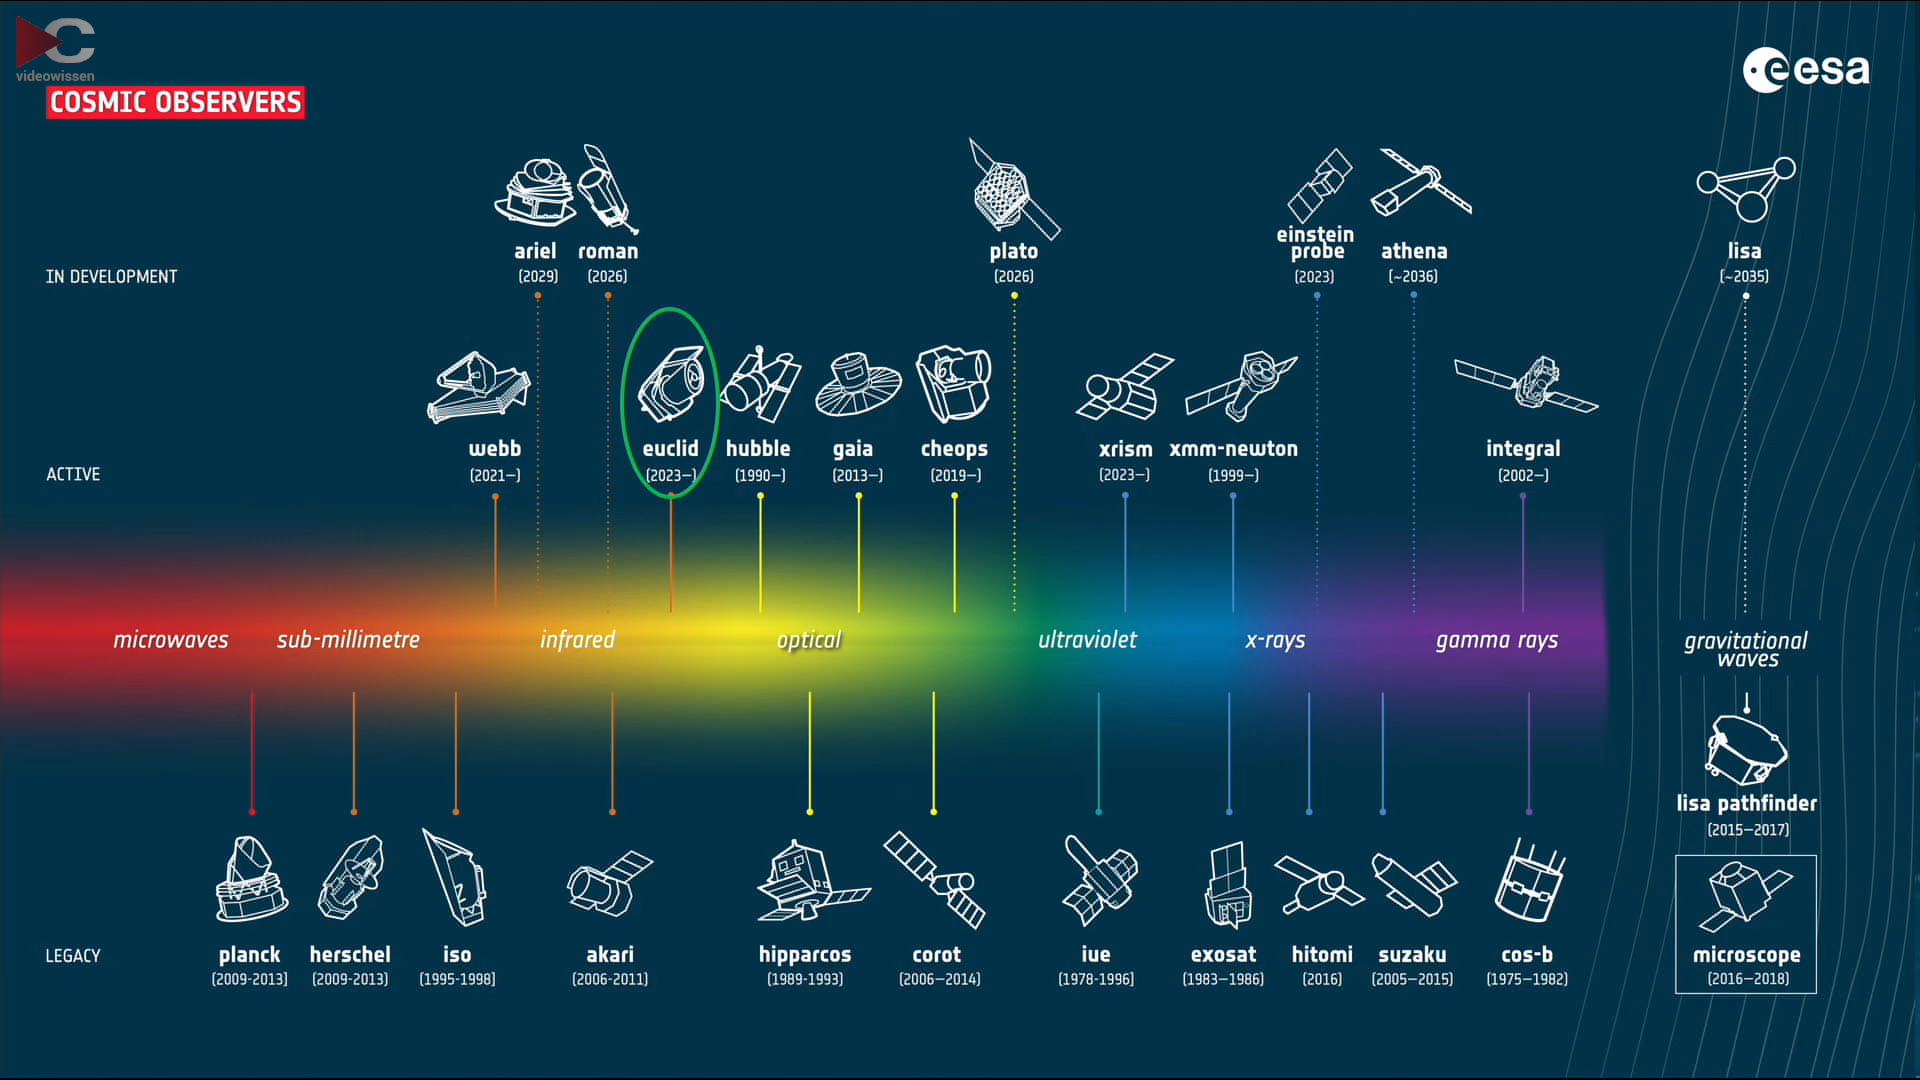 videowissen
COSMIC OBSERVERS
esa
ariel
(2029)
roman
(2026)
plato
(2026)
einstein
probe
(2023)
athena
(~2036)
lisa
(~2035)
IN DEVELOPMENT
webb
(2021–)
euclid
(2023–)
hubble
(1990–)
gaia
(2013–)
cheops
(2019–)
xrism
(2023–)
xmm-newton
(1999–)
integral
(2002–)
ACTIVE
microwaves
sub-millimetre
infrared
optical
ultraviolet
x-rays
gamma rays
gravitational
waves
lisa pathfinder
(2015–2017)
LEGACY
planck
(2009-2013)
herschel
(2009-2013)
iso
(1995-1998)
akari
(2006-2011)
hipparcos
(1989-1993)
corot
(2006–2014)
iue
(1978-1996)
exosat
(1983–1986)
hitomi
(2016)
suzaku
(2005–2015)
cos-b
(1975–1982)
microscope
(2016–2018)